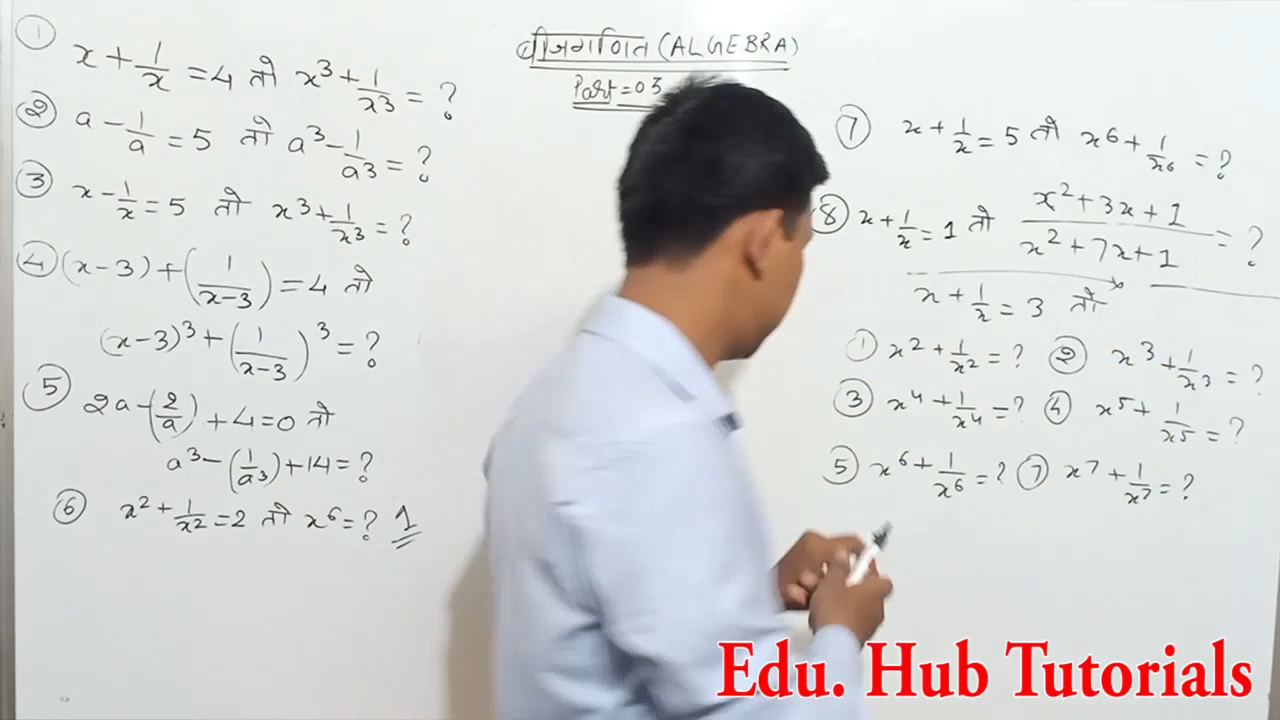 बीजगणित (ALGEBRA)
Part = 03
① x + 1/x = 4 तो x³ + 1/x³ = ?
② a - 1/a = 5 तो a³ - 1/a³ = ?
③ x - 1/x = 5 तो x³ + 1/x³ = ?
④ (x-3) + (1/(x-3)) = 4 तो
(x-3)³ + (1/(x-3))³ = ?
⑤ 2a - (2/a) + 4 = 0 तो
a³ - (1/a³) + 14 = ?
⑥ x² + 1/x² = 2 तो x⁶ = ? 1
⑦ x + 1/x = 5 तो x⁶ + 1/x⁶ = ?
⑧ x + 1/x = 1 तो (x² + 3x + 1)/(x² + 7x + 1) = ?
x + 1/x = 3 तो
① x² + 1/x² = ? ② x³ + 1/x³ = ?
③ x⁴ + 1/x⁴ = ? ④ x⁵ + 1/x⁵ = ?
⑤ x⁶ + 1/x⁶ = ? ⑦ x⁷ + 1/x⁷ = ?
Edu. Hub Tutorials